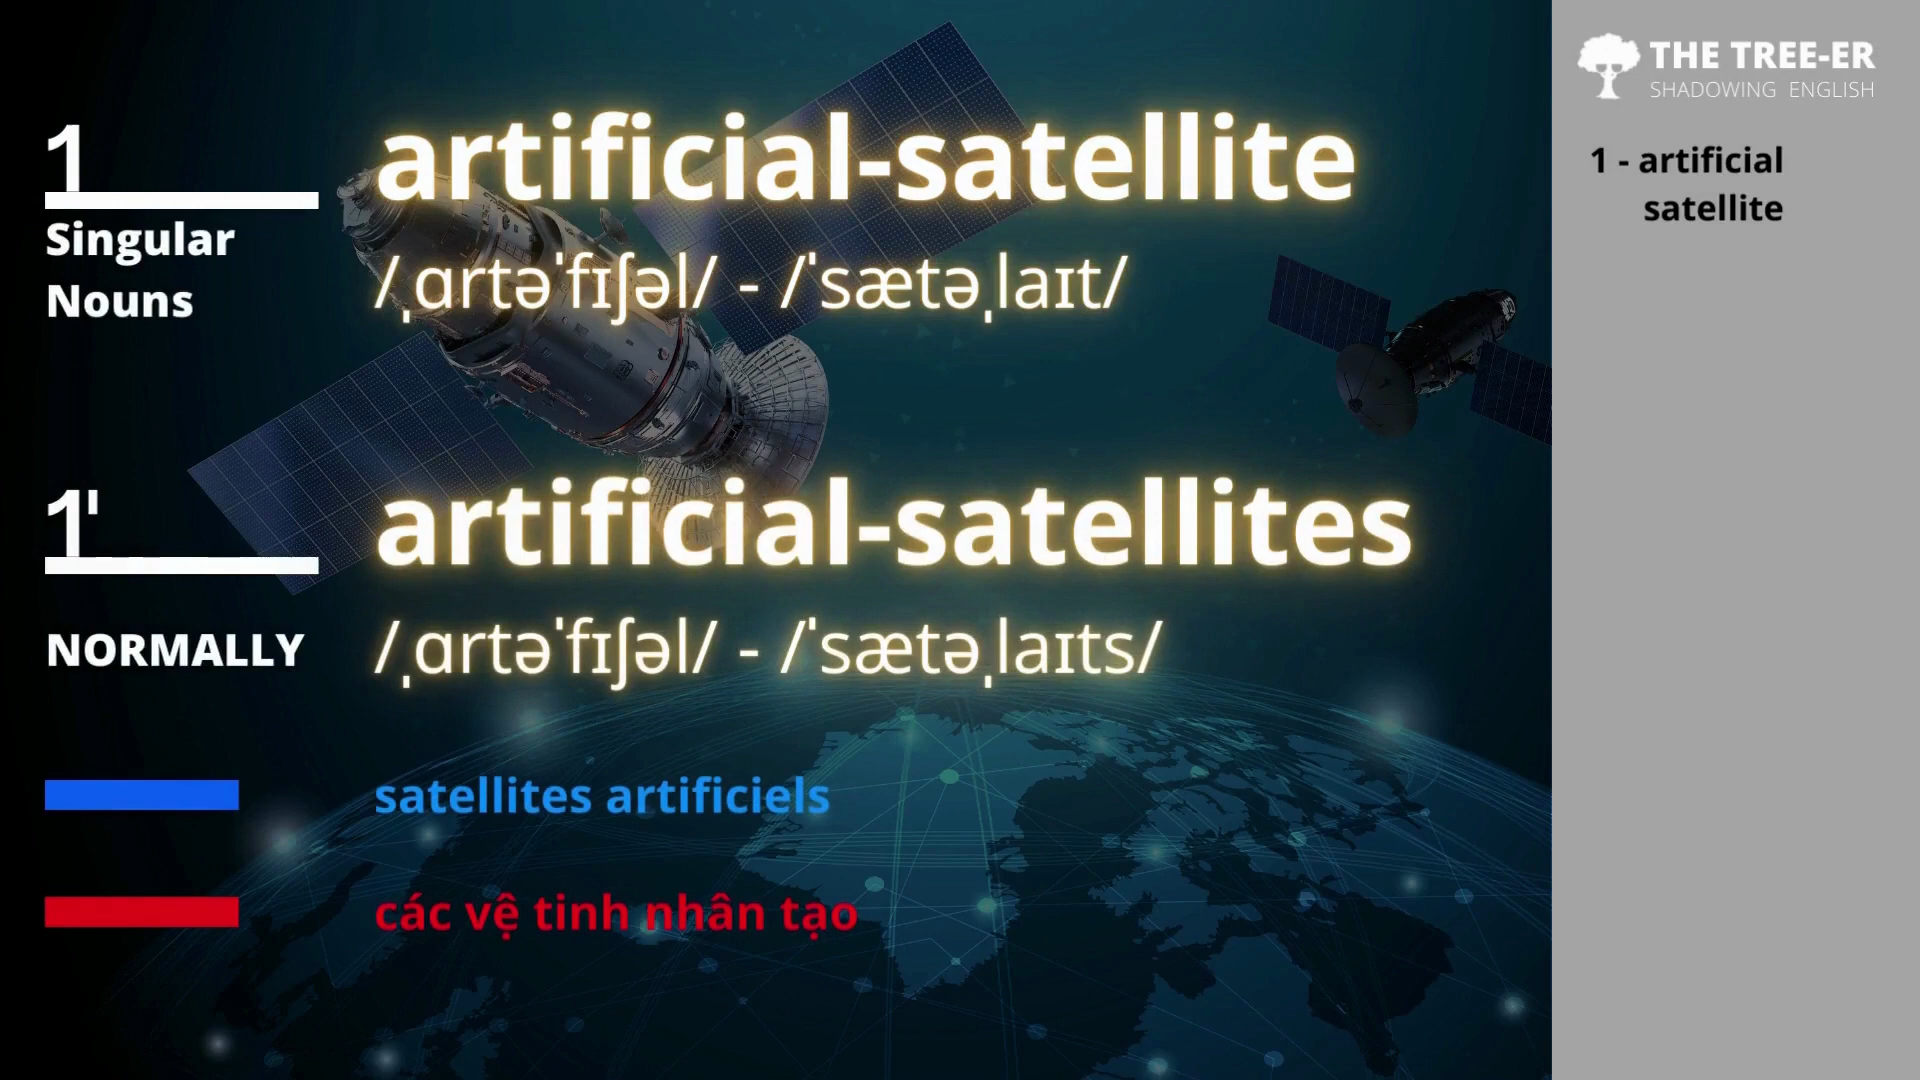 1
Singular
Nouns
artificial-satellite
/ˌɑrtəˈfɪʃəl/ - /ˈsætəˌlaɪt/
1'
NORMALLY
artificial-satellites
/ˌɑrtəˈfɪʃəl/ - /ˈsætəˌlaɪts/
satellites artificiels
các vệ tinh nhân tạo
THE TREE-ER
SHADOWING ENGLISH
1 - artificial
satellite